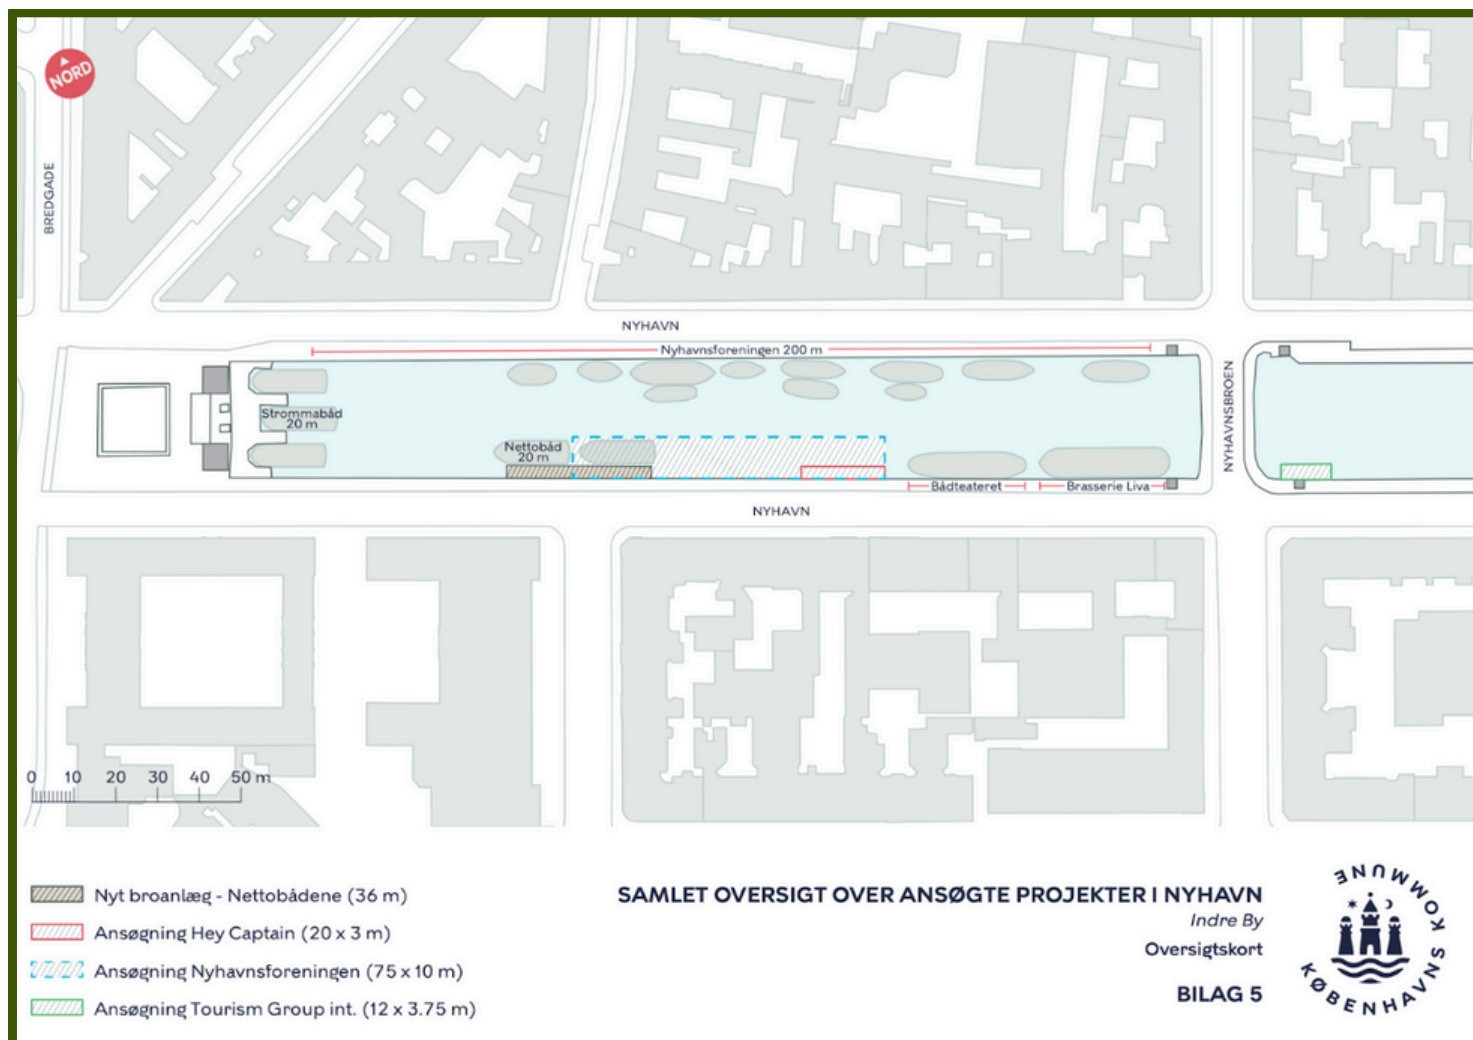 NORD
BREDGADE
NYHAVN
Nyhavnsforeningen 200 m
NYHAVNSBROEN
Strommabåd
20 m
Nettobåd
20 m
Bådteateret
Brasserie Liva
NYHAVN
0 10 20 30 40 50 m
Nyt broanlæg - Nettobådene (36 m)
Ansøgning Hey Captain (20 x 3 m)
Ansøgning Nyhavnsforeningen (75 x 10 m)
Ansøgning Tourism Group int. (12 x 3.75 m)
SAMLET OVERSIGT OVER ANSØGTE PROJEKTER I NYHAVN
Indre By
Oversigtskort
BILAG 5
KØBENHAVNS KOMMUNE